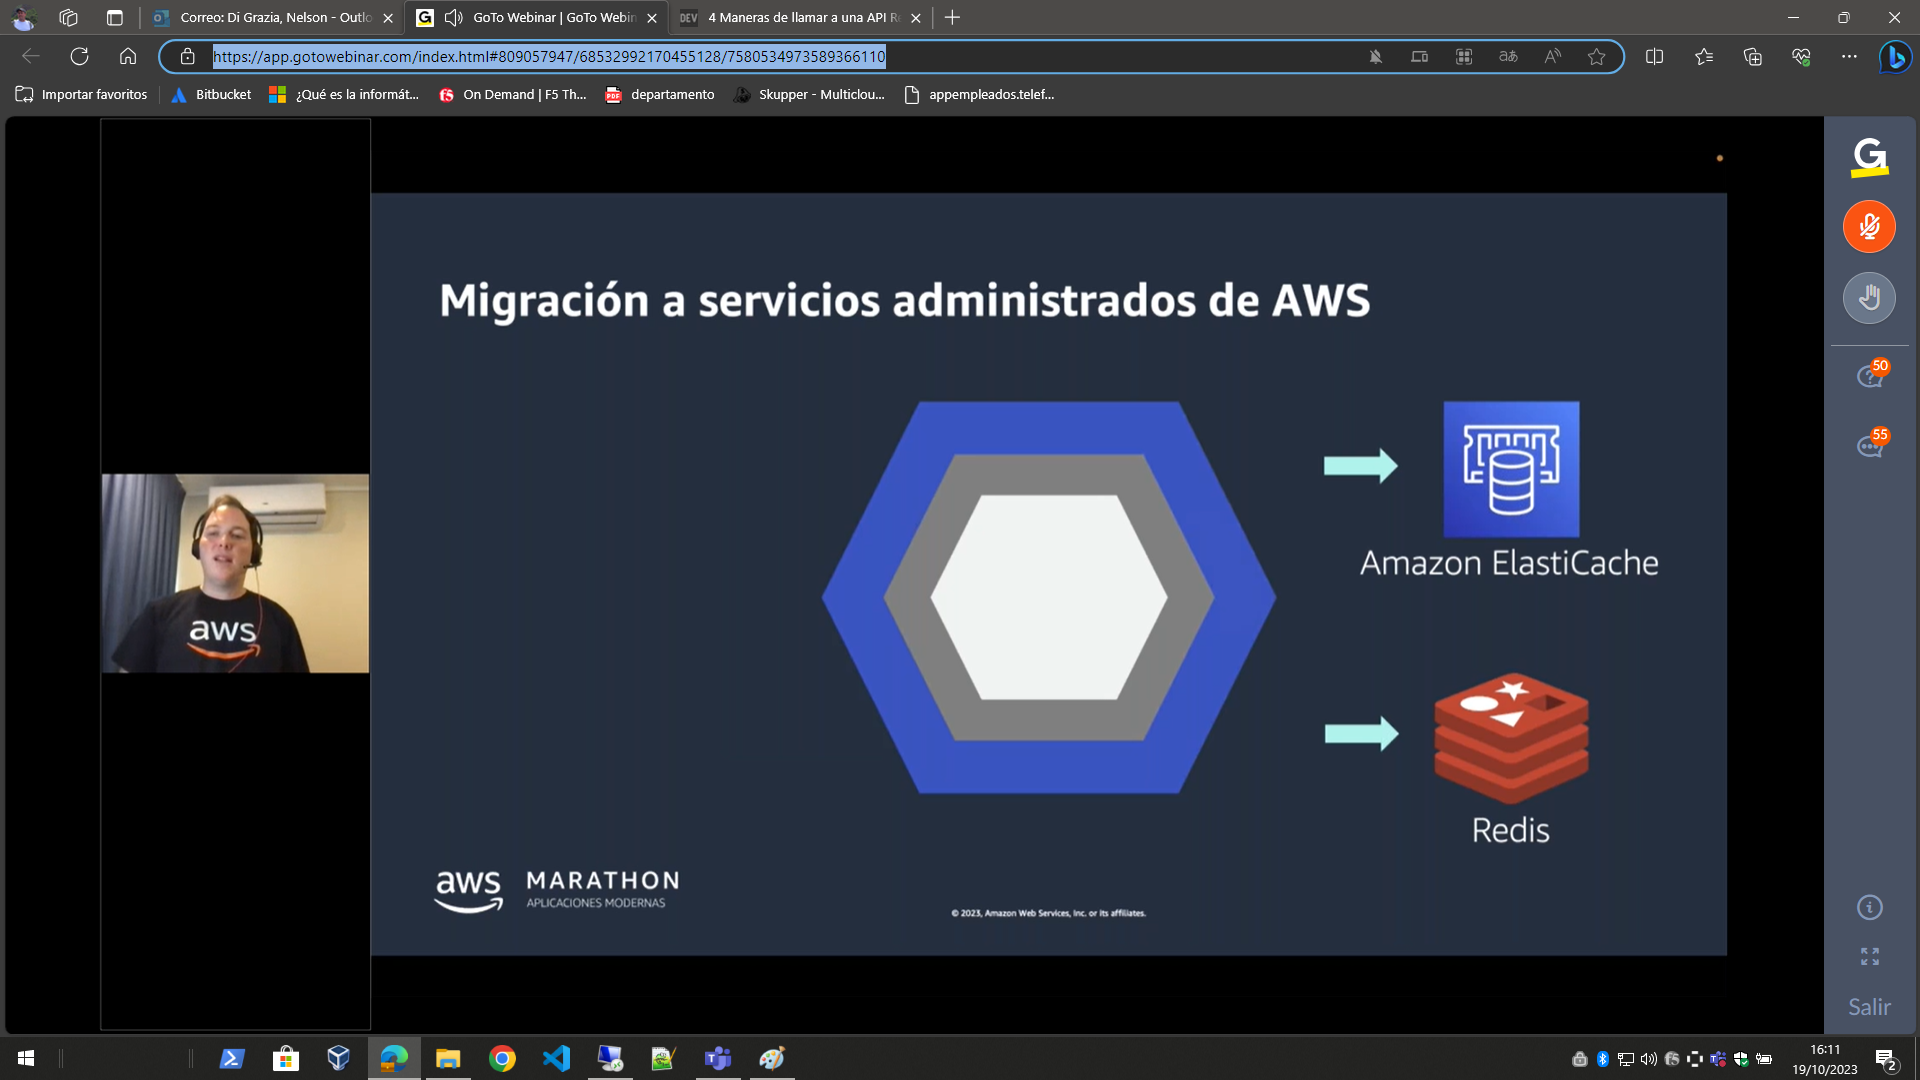 Correo: Di Grazia, Nelson - Outlo
GoTo Webinar | GoTo Webin
DEV
4 Maneras de llamar a una API Re
https://app.gotowebinar.com/index.html#809057947/68532992170455128/7580534973589366110
Importar favoritos
Bitbucket
¿Qué es la informát...
On Demand | F5 Th...
departamento
Skupper - Multiclou...
appempleados.telef...
Migración a servicios administrados de AWS
Amazon ElastiCache
Redis
aws
aws
MARATHON
APLICACIONES MODERNAS
© 2023, Amazon Web Services, Inc. or its affiliates.
G
50
55
Salir
16:11
19/10/2023
2